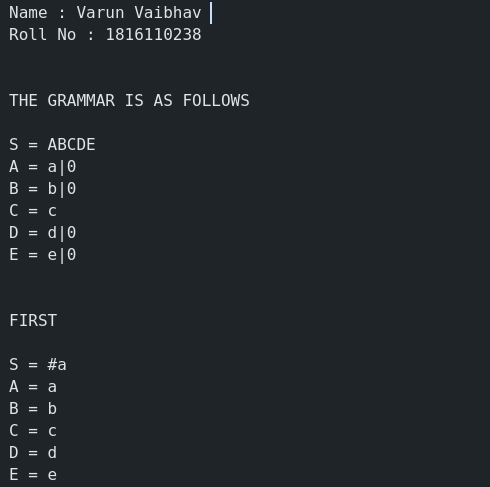 Name : Varun Vaibhav
Roll No : 1816110238
THE GRAMMAR IS AS FOLLOWS
S = ABCDE
A = a|0
B = b|0
C = c
D = d|0
E = e|0
FIRST
S = #a
A = a
B = b
C = c
D = d
E = e